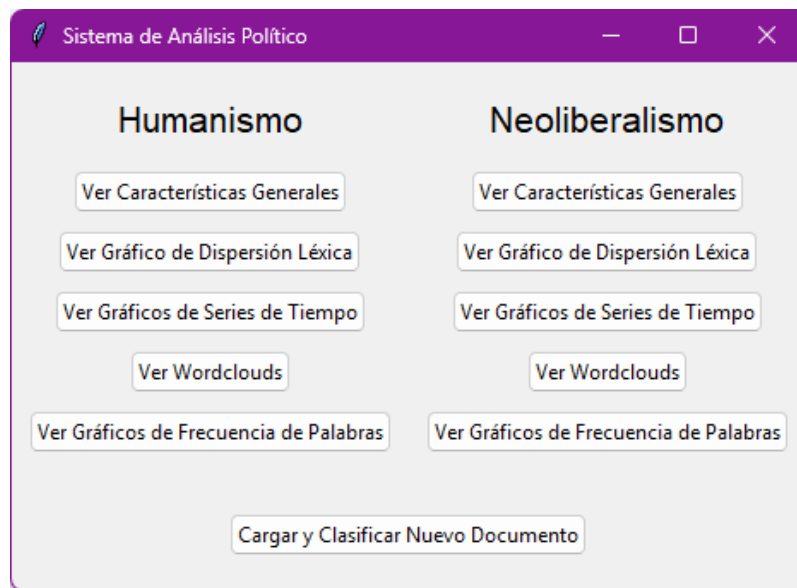 Sistema de Análisis Político
Humanismo
Neoliberalismo
Ver Características Generales
Ver Características Generales
Ver Gráfico de Dispersión Léxica
Ver Gráfico de Dispersión Léxica
Ver Gráficos de Series de Tiempo
Ver Gráficos de Series de Tiempo
Ver Wordclouds
Ver Wordclouds
Ver Gráficos de Frecuencia de Palabras
Ver Gráficos de Frecuencia de Palabras
Cargar y Clasificar Nuevo Documento